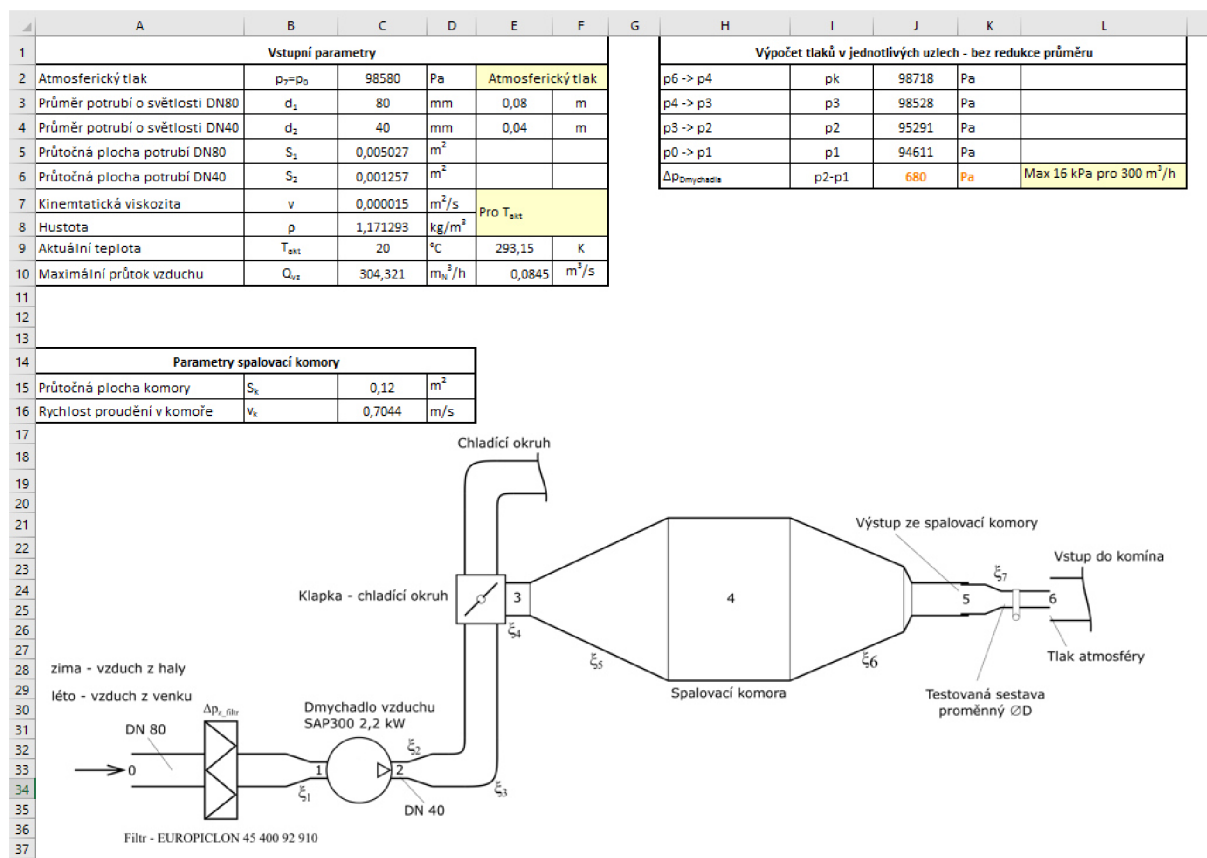 A B C D E F G H I J K L
1 Vstupní parametry Výpočet tlaků v jednotlivých uzlech - bez redukce průměru
2 Atmosferický tlak p₇=p₀ 98580 Pa Atmosferický tlak p6 -> p4 pk 98718 Pa
3 Průměr potrubí o světlosti DN80 d₁ 80 mm 0,08 m p4 -> p3 p3 98528 Pa
4 Průměr potrubí o světlosti DN40 d₂ 40 mm 0,04 m p3 -> p2 p2 95291 Pa
5 Průtočná plocha potrubí DN80 S₁ 0,005027 m² p0 -> p1 p1 94611 Pa
6 Průtočná plocha potrubí DN40 S₂ 0,001257 m² Δp_Dmychadla p2-p1 680 Pa Max 16 kPa pro 300 m³/h
7 Kinemtatická viskozita ν 0,000015 m²/s Pro T_akt
8 Hustota ρ 1,171293 kg/m³
9 Aktuální teplota T_akt 20 °C 293,15 K
10 Maximální průtok vzduchu Q_vz 304,321 m_N³/h 0,0845 m³/s
11
12
13
14 Parametry spalovací komory
15 Průtočná plocha komory S_k 0,12 m²
16 Rychlost proudění v komoře v_k 0,7044 m/s
17
18
19
20
21
22
23
24
25
26
27
28
29
30
31
32
33
34
35
36
37
Chladící okruh
Výstup ze spalovací komory
Vstup do komína
ξ₇
Klapka - chladící okruh
3
4
5
6
ξ₄
ξ₅
ξ6
Tlak atmosféry
Spalovací komora
Testovaná sestava
proměnný ∅D
zima - vzduch z haly
léto - vzduch z venku
Δp_z_filtr
Dmychadlo vzduchu
SAP300 2,2 kW
DN 80
ξ₂
0
1
2
ξ₁
ξ₃
DN 40
Filtr - EUROPICLON 45 400 92 910